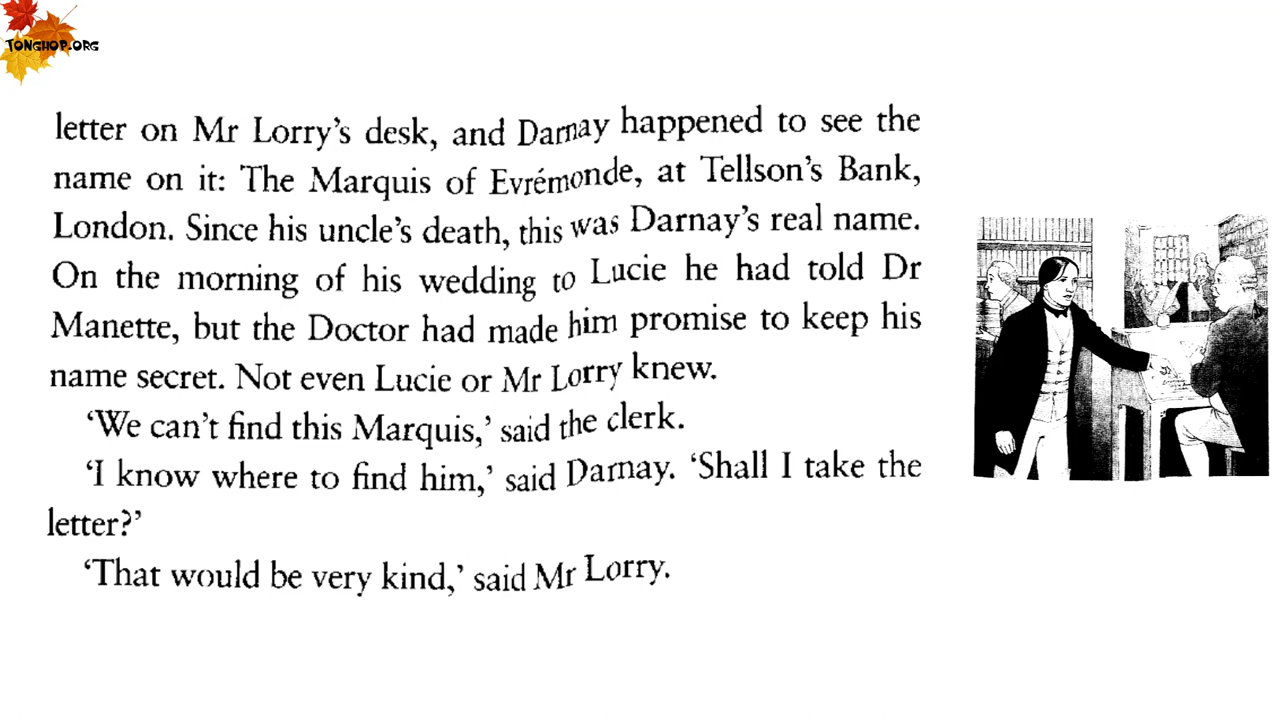 TONGHOP.ORG
letter on Mr Lorry's desk, and Darnay happened to see the
name on it: The Marquis of Evrémonde, at Tellson's Bank,
London. Since his uncle's death, this was Darnay's real name.
On the morning of his wedding to Lucie he had told Dr
Manette, but the Doctor had made him promise to keep his
name secret. Not even Lucie or Mr Lorry knew.
‘We can't find this Marquis,’ said the clerk.
‘I know where to find him,’ said Darnay. ‘Shall I take the
letter?’
‘That would be very kind,’ said Mr Lorry.